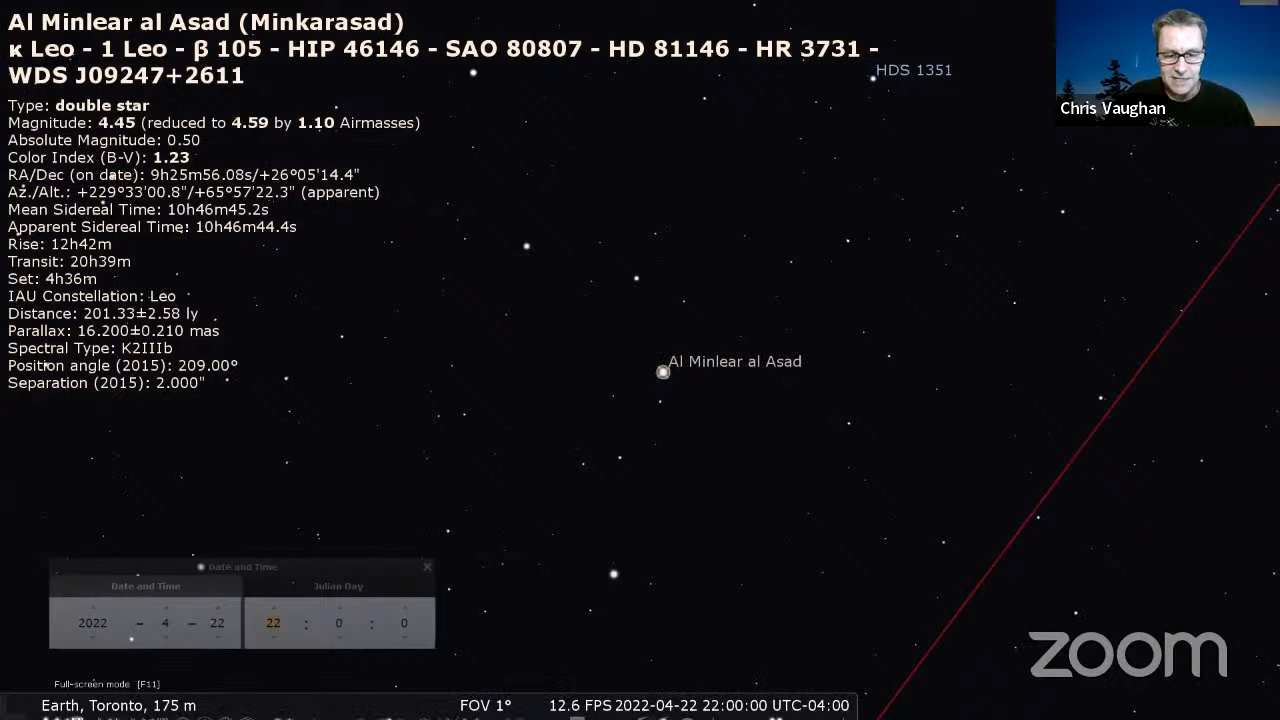 Al Minlear al Asad (Minkarasad)
κ Leo - 1 Leo - β 105 - HIP 46146 - SAO 80807 - HD 81146 - HR 3731 -
WDS J09247+2611
Type: double star
Magnitude: 4.45 (reduced to 4.59 by 1.10 Airmasses)
Absolute Magnitude: 0.50
Color Index (B-V): 1.23
RA/Dec (on date): 9h25m56.08s/+26°05'14.4"
Az./Alt.: +229°33'00.8"/+65°57'22.3" (apparent)
Mean Sidereal Time: 10h46m45.2s
Apparent Sidereal Time: 10h46m44.4s
Rise: 12h42m
Transit: 20h39m
Set: 4h36m
IAU Constellation: Leo
Distance: 201.33±2.58 ly
Parallax: 16.200±0.210 mas
Spectral Type: K2IIIb
Position angle (2015): 209.00°
Separation (2015): 2.000"
HDS 1351
Chris Vaughan
Al Minlear al Asad
Date and Time
Date and Time Julian Day
2022 - 4 - 22 22 : 0 : 0
zoom
Full-screen mode [F11]
Earth, Toronto, 175 m FOV 1° 12.6 FPS 2022-04-22 22:00:00 UTC-04:00